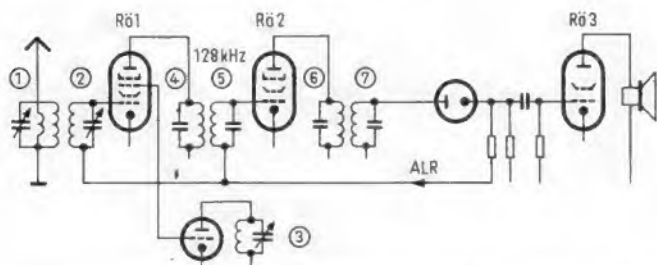 Rö1
Rö2
Rö3
128kHz
① ② ④ ⑤ ⑥ ⑦
ALR
③